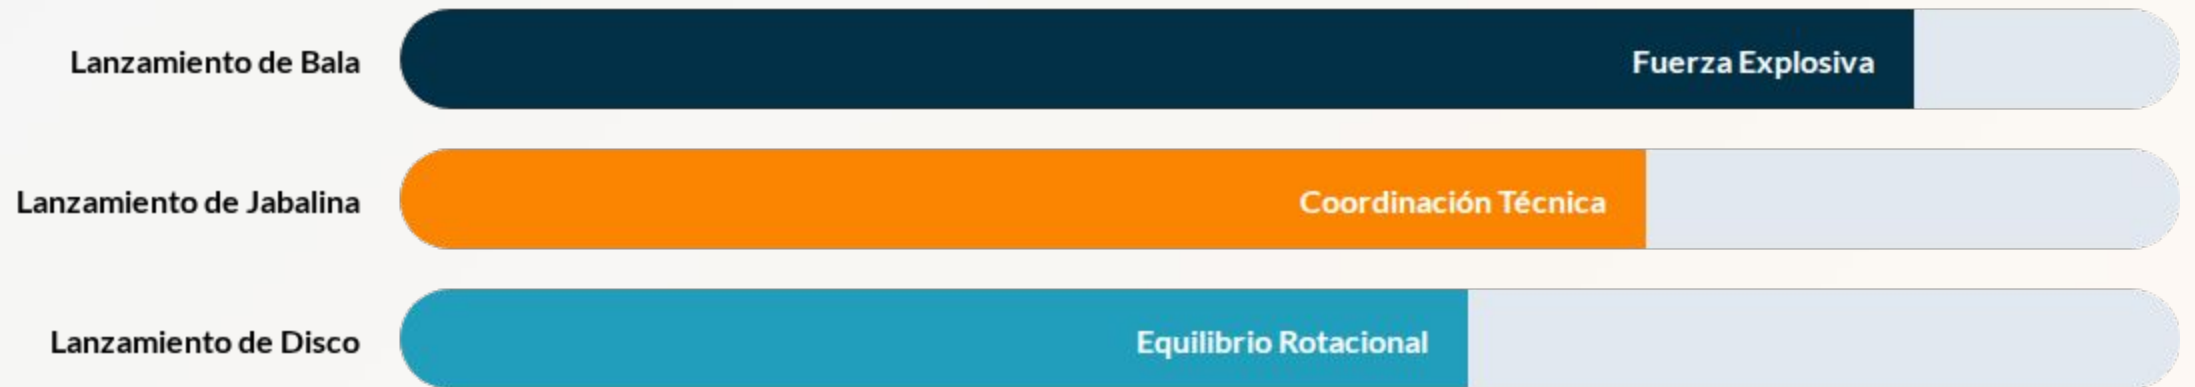 Lanzamiento de Bala
Fuerza Explosiva
Lanzamiento de Jabalina
Coordinación Técnica
Lanzamiento de Disco
Equilibrio Rotacional